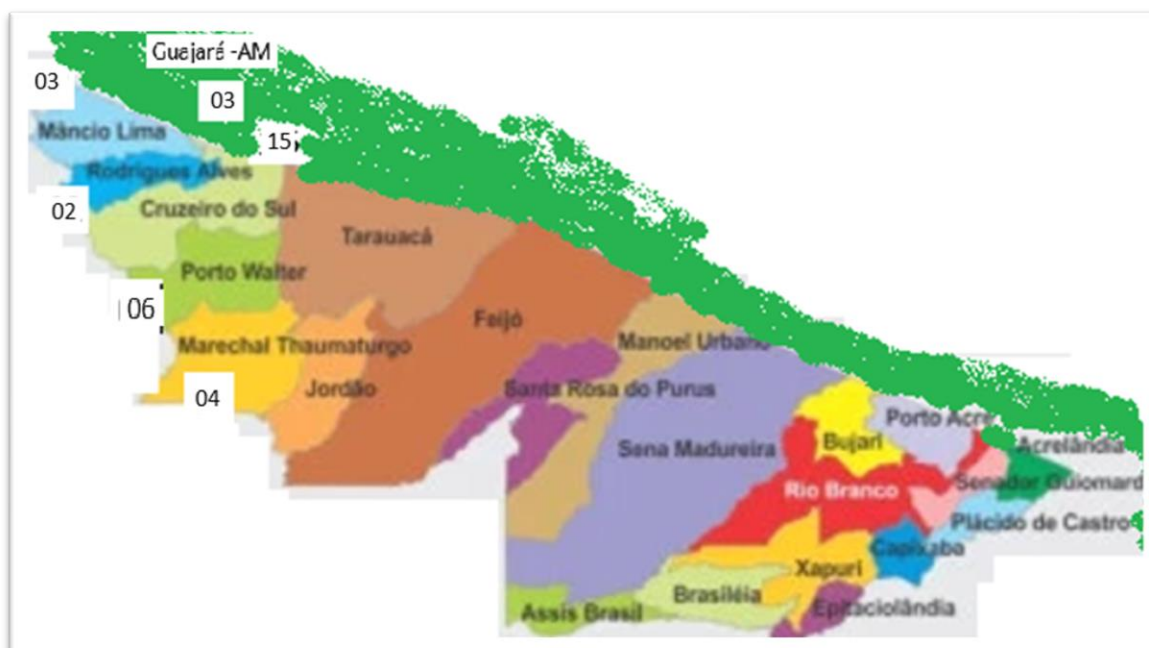 Guajará -AM
03
03
15
Mâncio Lima
Rodrigues Alves
02
Cruzeiro do Sul
Tarauacá
Porto Walter
06
Feijó
Marechal Thaumaturgo
Manoel Urbano
04
Jordão
Santa Rosa do Purus
Sena Madureira
Bujari
Porto Acre
Acrelândia
Rio Branco
Senador Guiomard
Plácido de Castro
Capixaba
Xapuri
Brasiléia
Epitaciolândia
Assis Brasil